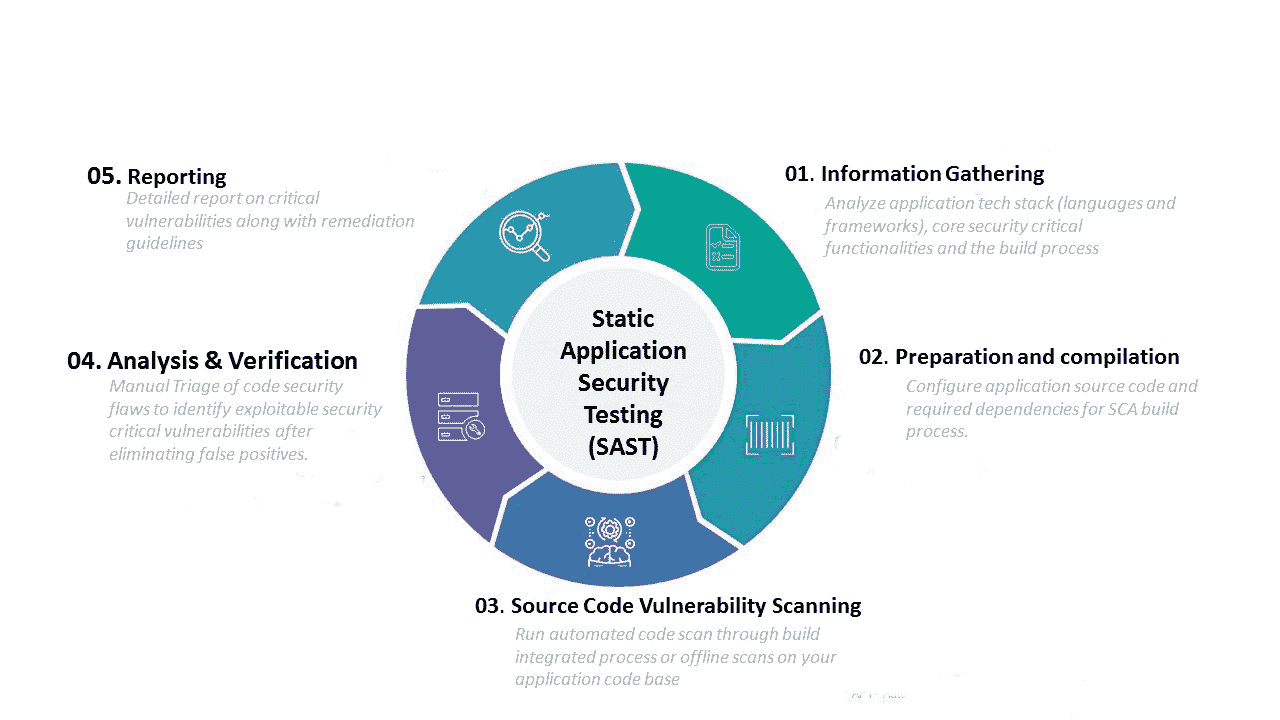 01. Information Gathering
Analyze application tech stack (languages and
frameworks), core security critical
functionalities and the build process
02. Preparation and compilation
Configure application source code and
required dependencies for SCA build
process.
03. Source Code Vulnerability Scanning
Run automated code scan through build
integrated process or offline scans on your
application code base
04. Analysis & Verification
Manual Triage of code security
flaws to identify exploitable security
critical vulnerabilities after
eliminating false positives.
05. Reporting
Detailed report on critical
vulnerabilities along with remediation
guidelines
Static
Application
Security
Testing
(SAST)